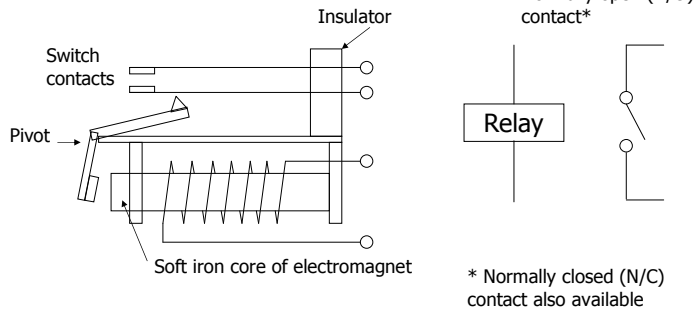 Insulator
contact*
Switch
contacts
Pivot
Relay
Soft iron core of electromagnet
* Normally closed (N/C)
contact also available